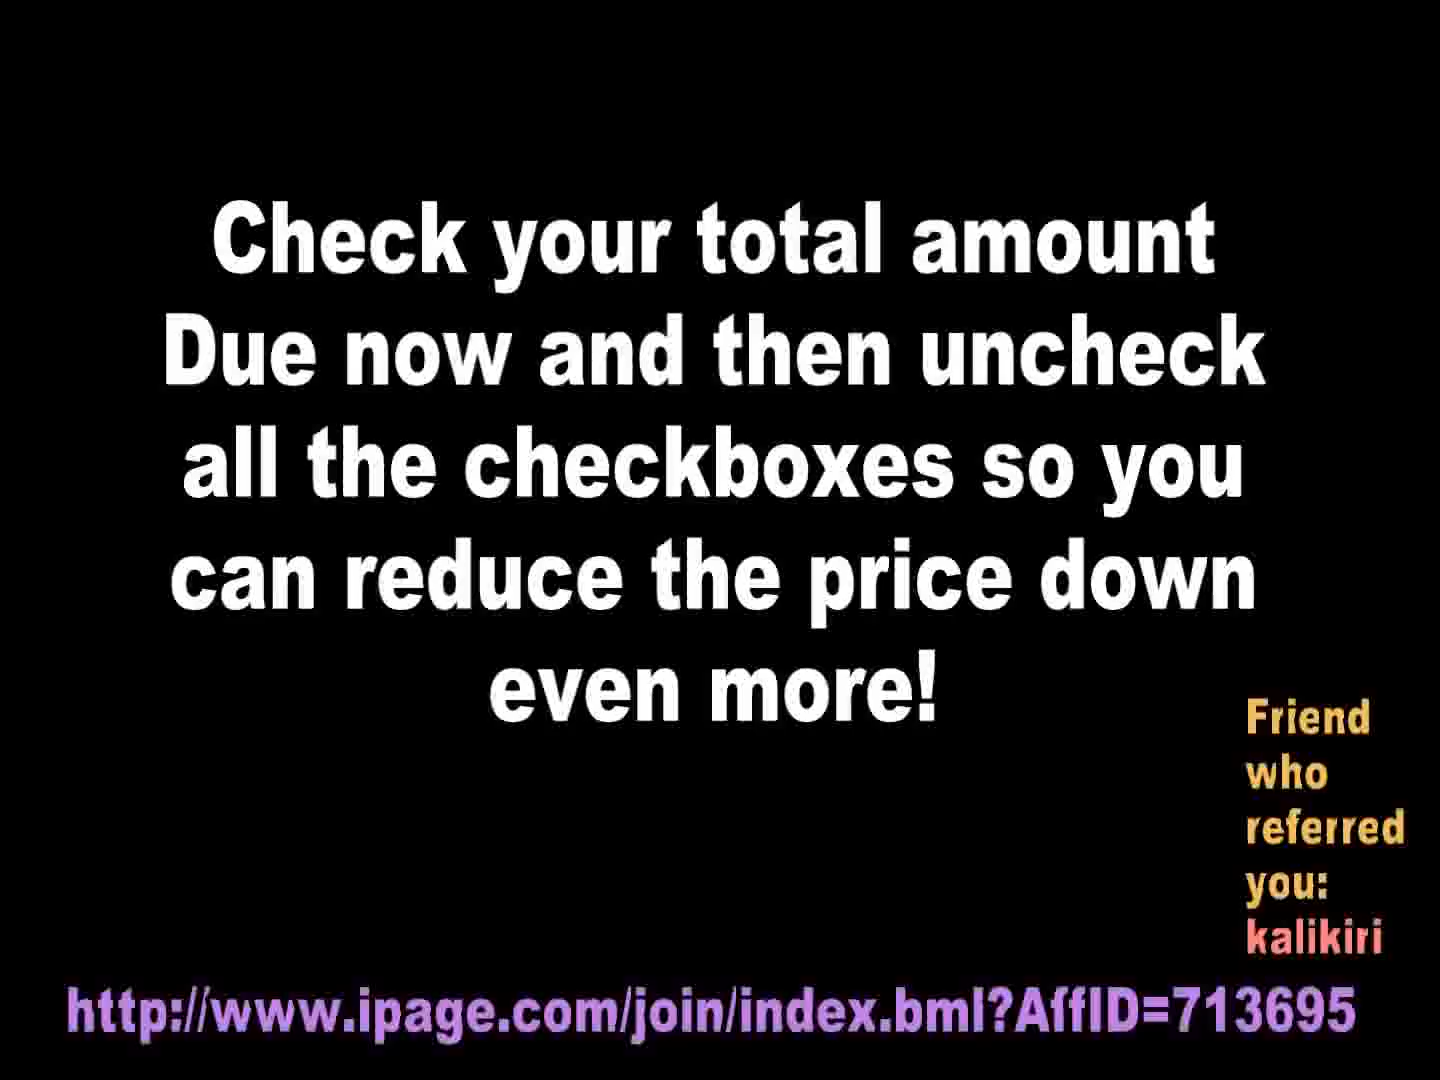 Check your total amount
Due now and then uncheck
all the checkboxes so you
can reduce the price down
even more!
Friend
who
referred
you:
kalikiri
http://www.ipage.com/join/index.bml?AffID=713695